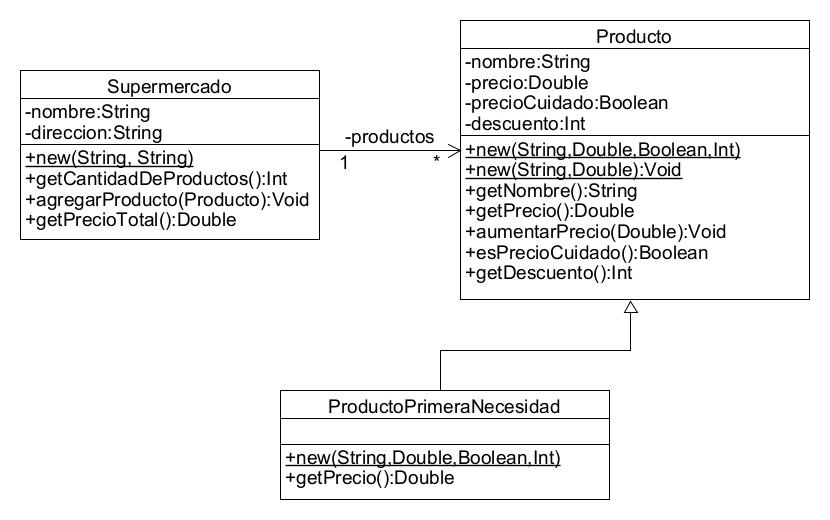 Supermercado
-nombre:String
-direccion:String
+new(String, String)
+getCantidadDeProductos():Int
+agregarProducto(Producto):Void
+getPrecioTotal():Double
-productos
1
*
Producto
-nombre:String
-precio:Double
-precioCuidado:Boolean
-descuento:Int
+new(String,Double,Boolean,Int)
+new(String,Double):Void
+getNombre():String
+getPrecio():Double
+aumentarPrecio(Double):Void
+esPrecioCuidado():Boolean
+getDescuento():Int
ProductoPrimeraNecesidad
+new(String,Double,Boolean,Int)
+getPrecio():Double